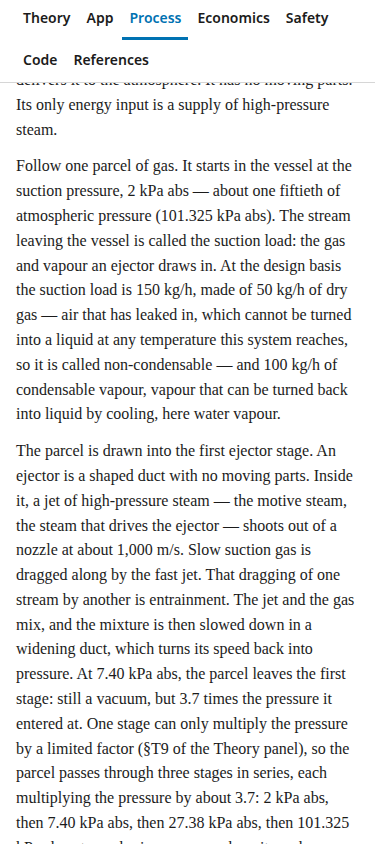 Theory App Process Economics Safety
Code References
delivers it to the atmosphere. It has no moving parts.
Its only energy input is a supply of high-pressure
steam.
Follow one parcel of gas. It starts in the vessel at the
suction pressure, 2 kPa abs — about one fiftieth of
atmospheric pressure (101.325 kPa abs). The stream
leaving the vessel is called the suction load: the gas
and vapour an ejector draws in. At the design basis
the suction load is 150 kg/h, made of 50 kg/h of dry
gas — air that has leaked in, which cannot be turned
into a liquid at any temperature this system reaches,
so it is called non-condensable — and 100 kg/h of
condensable vapour, vapour that can be turned back
into liquid by cooling, here water vapour.
The parcel is drawn into the first ejector stage. An
ejector is a shaped duct with no moving parts. Inside
it, a jet of high-pressure steam — the motive steam,
the steam that drives the ejector — shoots out of a
nozzle at about 1,000 m/s. Slow suction gas is
dragged along by the fast jet. That dragging of one
stream by another is entrainment. The jet and the gas
mix, and the mixture is then slowed down in a
widening duct, which turns its speed back into
pressure. At 7.40 kPa abs, the parcel leaves the first
stage: still a vacuum, but 3.7 times the pressure it
entered at. One stage can only multiply the pressure
by a limited factor (§T9 of the Theory panel), so the
parcel passes through three stages in series, each
multiplying the pressure by about 3.7: 2 kPa abs,
then 7.40 kPa abs, then 27.38 kPa abs, then 101.325